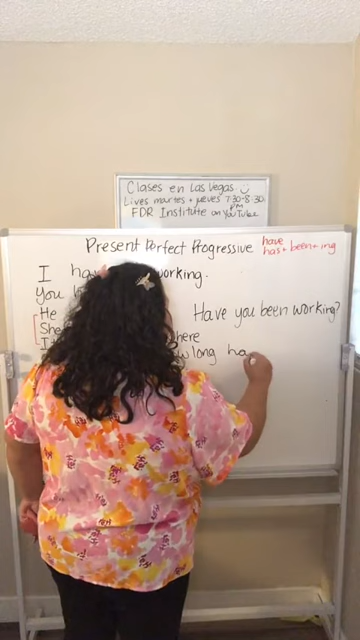 Clases en Las Vegas
Lives martes + jueves 7:30-8:30
pm
FDR Institute on YouTube
Present Perfect Progressive
have
has + been + ing
I ha working.
You
He
Have you been working?
She
It here
w long ha